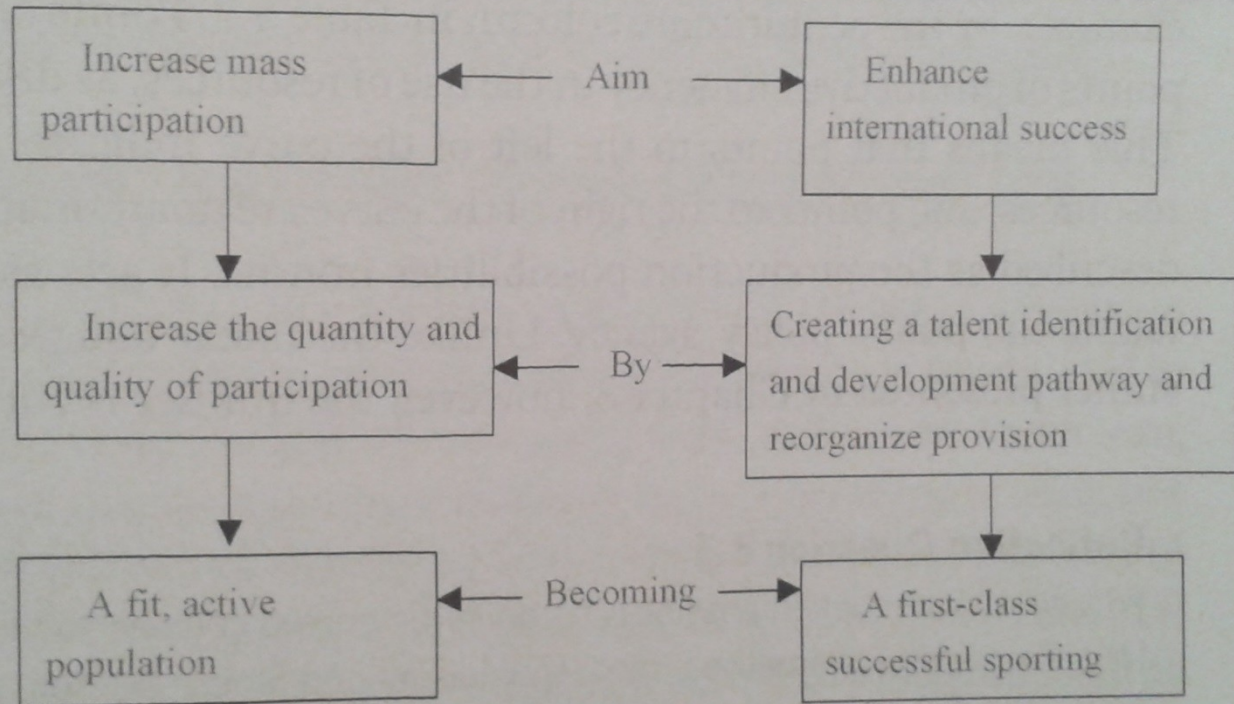 Increase mass
participation
Aim
Enhance
international success
Increase the quantity and
quality of participation
By
Creating a talent identification
and development pathway and
reorganize provision
A fit, active
population
Becoming
A first-class
successful sporting